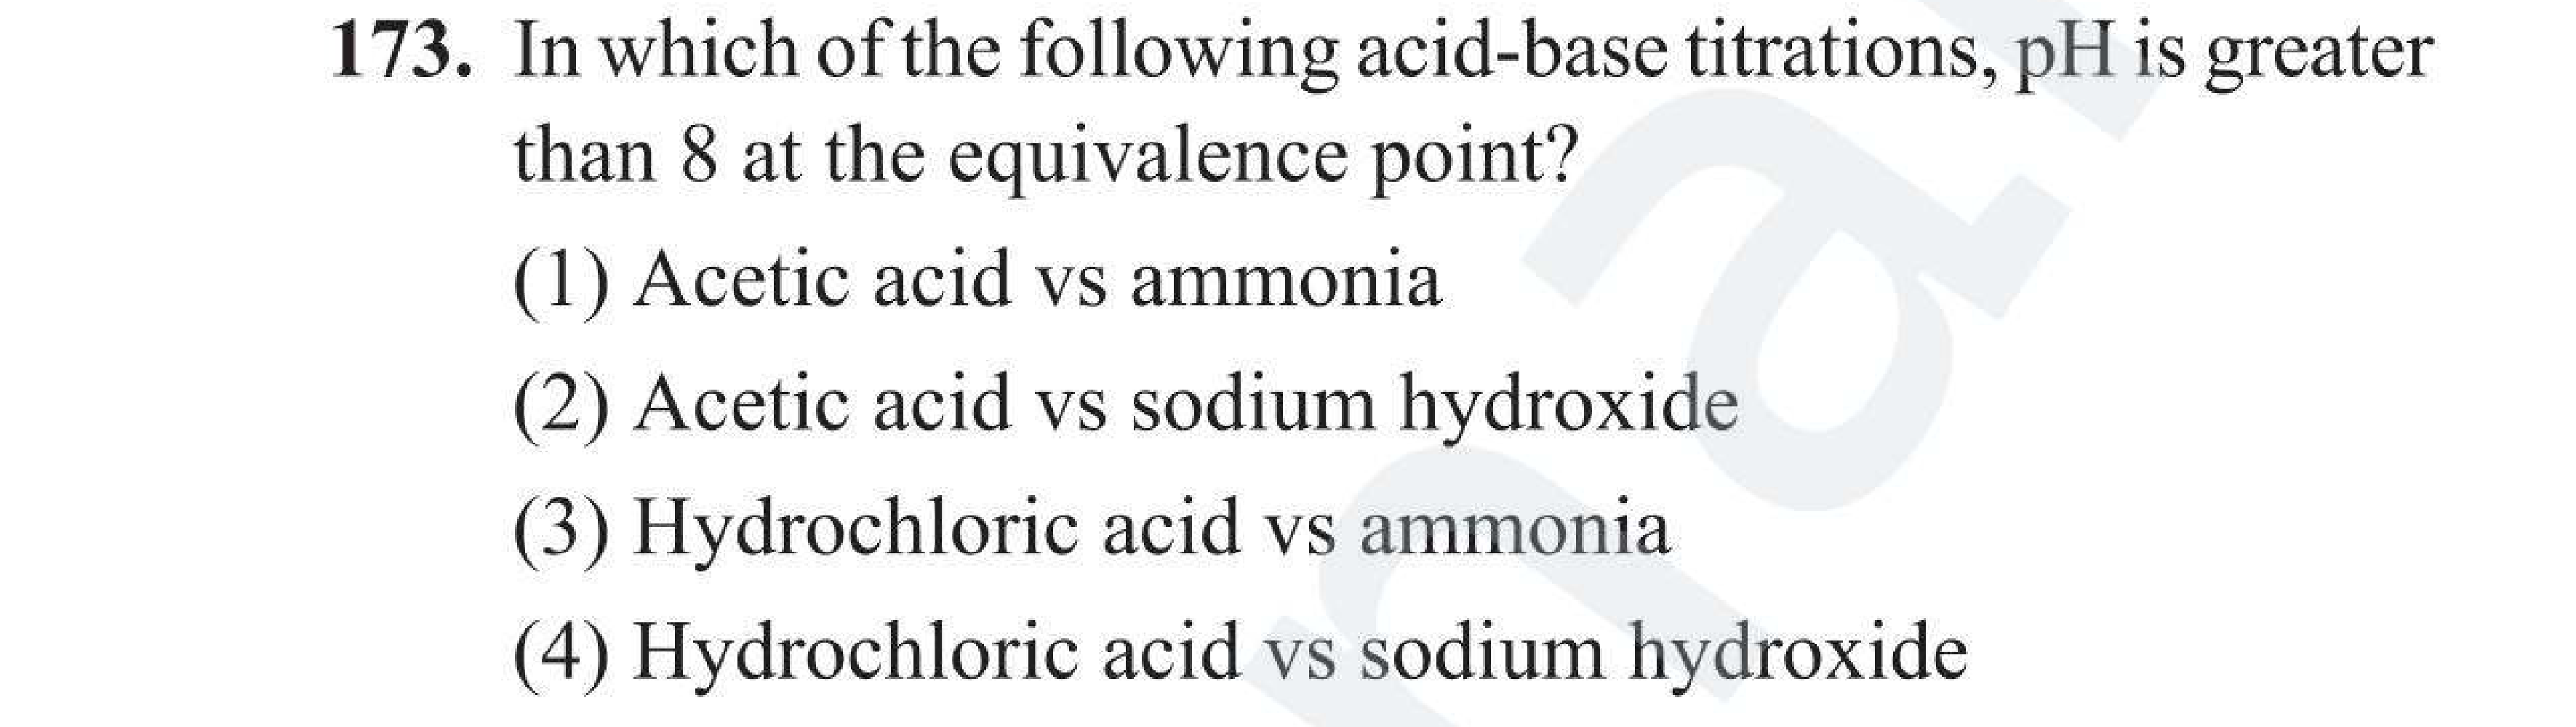 173. In which of the following acid-base titrations, pH is greater
than 8 at the equivalence point?
(1) Acetic acid vs ammonia
(2) Acetic acid vs sodium hydroxide
(3) Hydrochloric acid vs ammonia
(4) Hydrochloric acid vs sodium hydroxide